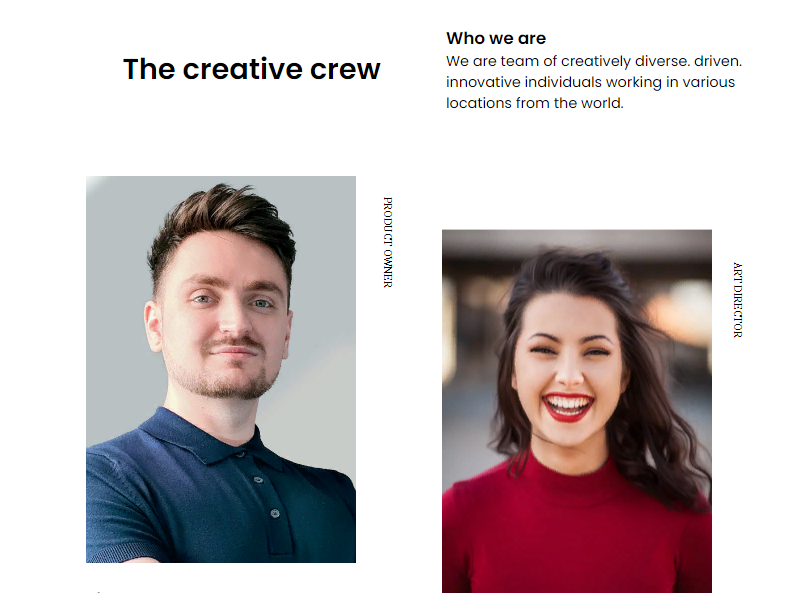 The creative crew
Who we are
We are team of creatively diverse. driven.
innovative individuals working in various
locations from the world.
PRODUCT OWNER
ART DIRECTOR